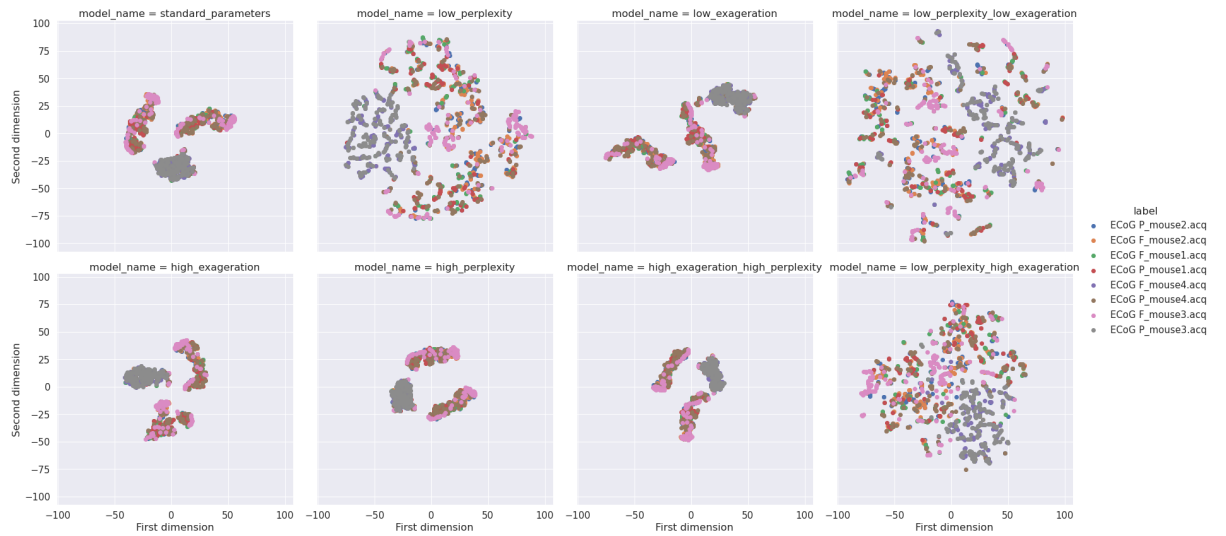 model_name = standard_parameters
model_name = low_perplexity
model_name = low_exageration
model_name = low_perplexity_low_exageration
100
75
50
25
0
−25
−50
−75
−100
Second dimension
model_name = high_exageration
model_name = high_perplexity
model_name = high_exageration_high_perplexity
model_name = low_perplexity_high_exageration
100
75
50
25
0
−25
−50
−75
−100
Second dimension
−100 −50 0 50 100
First dimension
−100 −50 0 50 100
First dimension
−100 −50 0 50 100
First dimension
−100 −50 0 50 100
First dimension
label
ECoG P_mouse2.acq
ECoG F_mouse2.acq
ECoG F_mouse1.acq
ECoG P_mouse1.acq
ECoG F_mouse4.acq
ECoG P_mouse4.acq
ECoG F_mouse3.acq
ECoG P_mouse3.acq